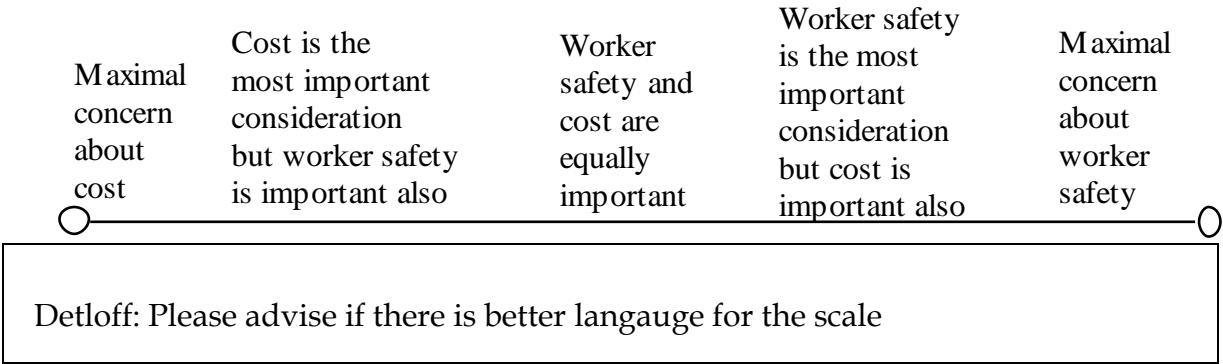 Maximal
concern
about
cost
Cost is the
most important
consideration
but worker safety
is important also
Worker
safety and
cost are
equally
important
Worker safety
is the most
important
consideration
but cost is
important also
Maximal
concern
about
worker
safety
Detloff: Please advise if there is better langauge for the scale